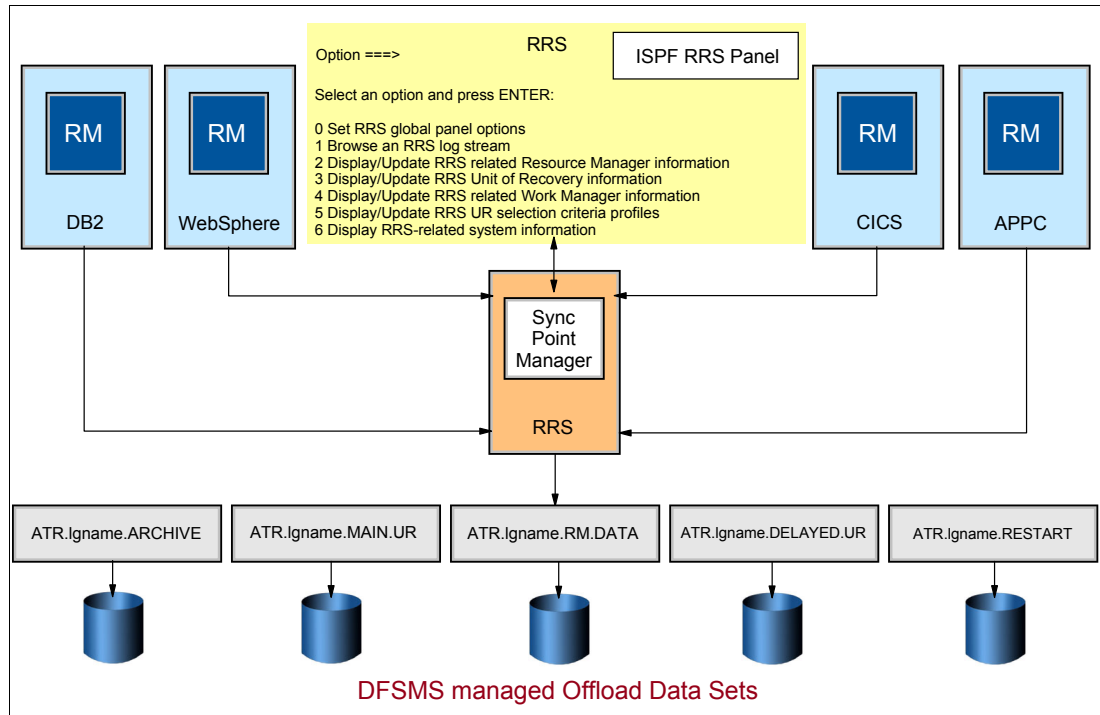 RRS
Option ===>
ISPF RRS Panel
Select an option and press ENTER:
0 Set RRS global panel options
1 Browse an RRS log stream
2 Display/Update RRS related Resource Manager information
3 Display/Update RRS Unit of Recovery information
4 Display/Update RRS related Work Manager information
5 Display/Update RRS UR selection criteria profiles
6 Display RRS-related system information
RM
DB2
RM
WebSphere
RM
CICS
RM
APPC
Sync
Point
Manager
RRS
ATR.lgname.ARCHIVE
ATR.lgname.MAIN.UR
ATR.lgname.RM.DATA
ATR.lgname.DELAYED.UR
ATR.lgname.RESTART
DFSMS managed Offload Data Sets